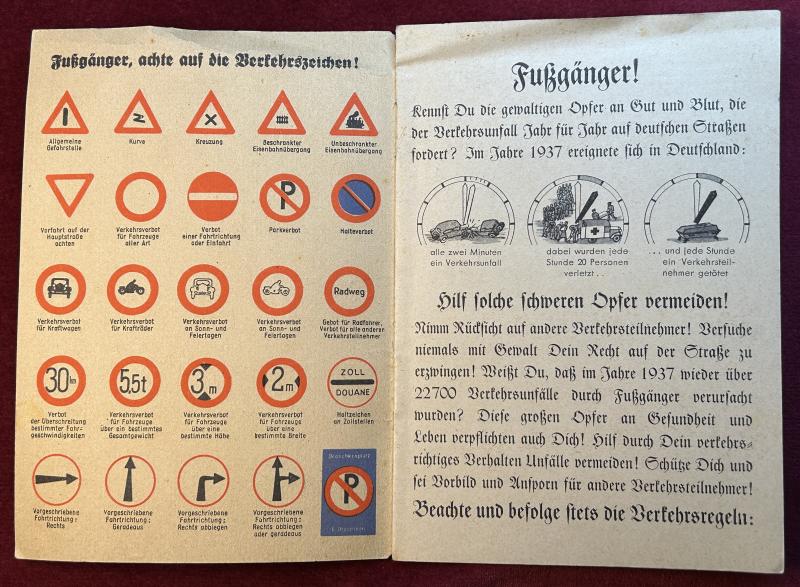 Fußgänger, achte auf die Verkehrszeichen!
Allgemeine
Gefahrstelle
Kurve
Kreuzung
Beschrankter
Eisenbahnübergang
Unbeschrankter
Eisenbahnübergang
Vorfahrt auf der
Hauptstraße
achten
Verkehrsverbot
für Fahrzeuge
aller Art
Verbot
einer Fahrtrichtung
oder Einfahrt
P
Parkverbot
Halteverbot
Verkehrsverbot
für Kraftwagen
Verkehrsverbot
für Krafträder
Verkehrsverbot
an Sonn- und
Feiertagen
Verkehrsverbot
an Sonn- und
Feiertagen
Radweg
Gebot für Radfahrer,
Verbot für alle anderen
Verkehrsteilnehmer
30 km
Verbot
der Überschreitung
bestimmter Fahr-
geschwindigkeiten
5,5t
Verkehrsverbot
für Fahrzeuge
über ein bestimmtes
Gesamtgewicht
3 m
Verkehrsverbot
für Fahrzeuge
über eine
bestimmte Höhe
2 m
Verkehrsverbot
für Fahrzeuge
über eine
bestimmte Breite
ZOLL
DOUANE
Haltzeichen
an Zollstellen
Vorgeschriebene
Fahrtrichtung:
Rechts
Vorgeschriebene
Fahrtrichtung:
Geradeaus
Vorgeschriebene
Fahrtrichtung:
Rechts abbiegen
Vorgeschriebene
Fahrtrichtung:
Rechts abbiegen
oder geradeaus
P
Fußgänger!
Kennst Du die gewaltigen Opfer an Gut und Blut, die
der Verkehrsunfall Jahr für Jahr auf deutschen Straßen
fordert? Im Jahre 1937 ereignete sich in Deutschland:
alle zwei Minuten
ein Verkehrsunfall
dabei wurden jede
Stunde 20 Personen
verletzt . .
. . . und jede Stunde
ein Verkehrsteil-
nehmer getötet
Hilf solche schweren Opfer vermeiden!
Nimm Rücksicht auf andere Verkehrsteilnehmer! Versuche
niemals mit Gewalt Dein Recht auf der Straße zu
erzwingen! Weißt Du, daß im Jahre 1937 wieder über
22700 Verkehrsunfälle durch Fußgänger verursacht
wurden? Diese großen Opfer an Gesundheit und
Leben verpflichten auch Dich! Hilf durch Dein verkehrs-
richtiges Verhalten Unfälle vermeiden! Schütze Dich und
sei Vorbild und Ansporn für andere Verkehrsteilnehmer!
Beachte und befolge stets die Verkehrsregeln: